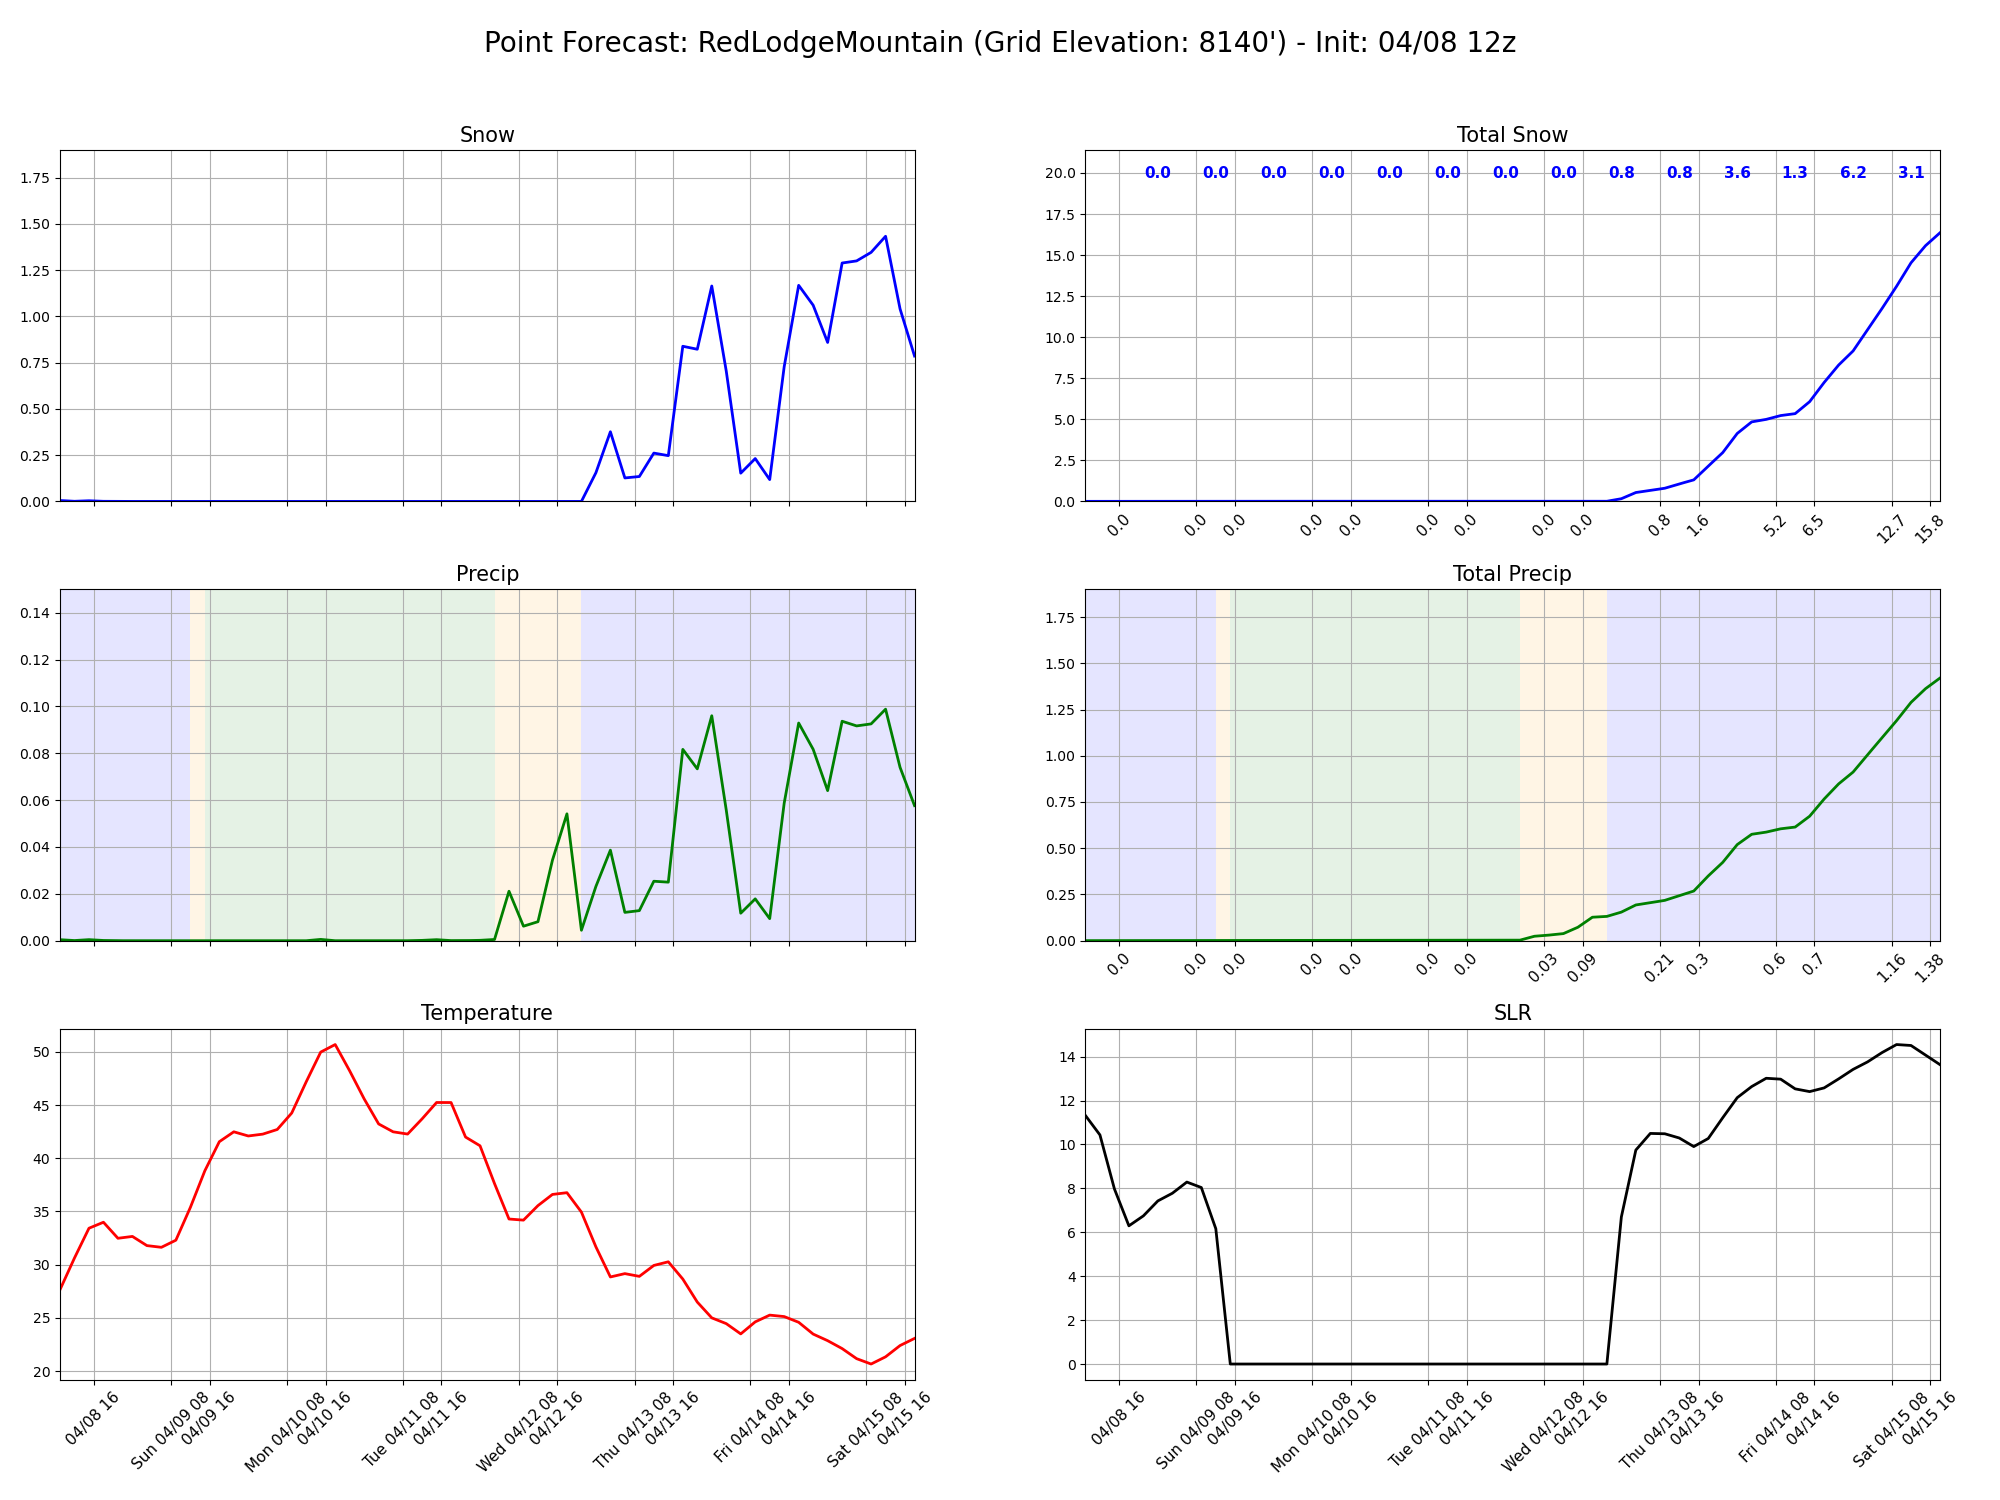 Point Forecast: RedLodgeMountain (Grid Elevation: 8140') - Init: 04/08 12z
Snow
1.75
1.50
1.25
1.00
0.75
0.50
0.25
0.00
Total Snow
20.0
17.5
15.0
12.5
10.0
7.5
5.0
2.5
0.0
0.0 0.0 0.0 0.0 0.0 0.0 0.0 0.0 0.8 0.8 3.6 1.3 6.2 3.1
0.0 0.0 0.0 0.0 0.0 0.0 0.0 0.0 0.0 0.8 1.6 5.2 6.5 12.7 15.8
Precip
0.14
0.12
0.10
0.08
0.06
0.04
0.02
0.00
Total Precip
1.75
1.50
1.25
1.00
0.75
0.50
0.25
0.00
0.0 0.0 0.0 0.0 0.0 0.0 0.0 0.03 0.09 0.21 0.3 0.6 0.7 1.16 1.38
Temperature
50
45
40
35
30
25
20
04/08 16
Sun 04/09 08
04/09 16
Mon 04/10 08
04/10 16
Tue 04/11 08
04/11 16
Wed 04/12 08
04/12 16
Thu 04/13 08
04/13 16
Fri 04/14 08
04/14 16
Sat 04/15 08
04/15 16
SLR
14
12
10
8
6
4
2
0
04/08 16
Sun 04/09 08
04/09 16
Mon 04/10 08
04/10 16
Tue 04/11 08
04/11 16
Wed 04/12 08
04/12 16
Thu 04/13 08
04/13 16
Fri 04/14 08
04/14 16
Sat 04/15 08
04/15 16